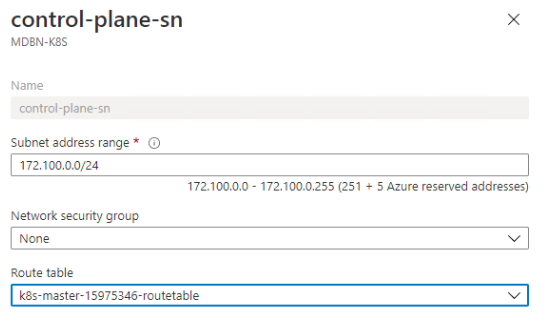 control-plane-sn
MDBN-K8S
Name
control-plane-sn
Subnet address range *
172.100.0.0/24
172.100.0.0 - 172.100.0.255 (251 + 5 Azure reserved addresses)
Network security group
None
Route table
k8s-master-15975346-routetable